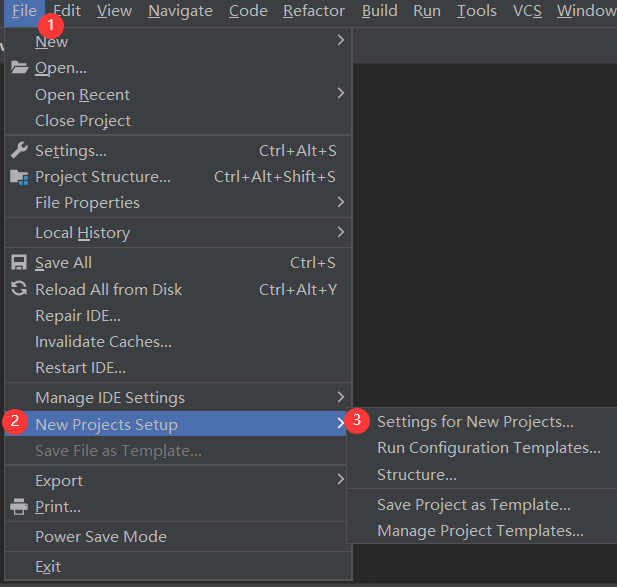 File Edit View Navigate Code Refactor Build Run Tools VCS Window
1
New
Open...
Open Recent
Close Project
Settings... Ctrl+Alt+S
Project Structure... Ctrl+Alt+Shift+S
File Properties
Local History
Save All Ctrl+S
Reload All from Disk Ctrl+Alt+Y
Repair IDE...
Invalidate Caches...
Restart IDE...
Manage IDE Settings
2 New Projects Setup
3 Settings for New Projects...
Run Configuration Templates...
Structure...
Save Project as Template...
Manage Project Templates...
Save File as Template...
Export
Print...
Power Save Mode
Exit